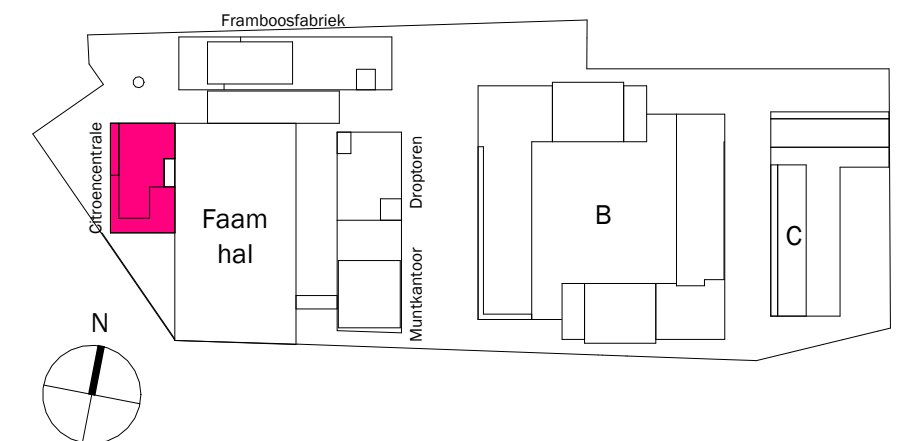 Framboosfabriek
Citroencentrale
Faam
hal
Droptoren
Muntkantoor
B
C
N